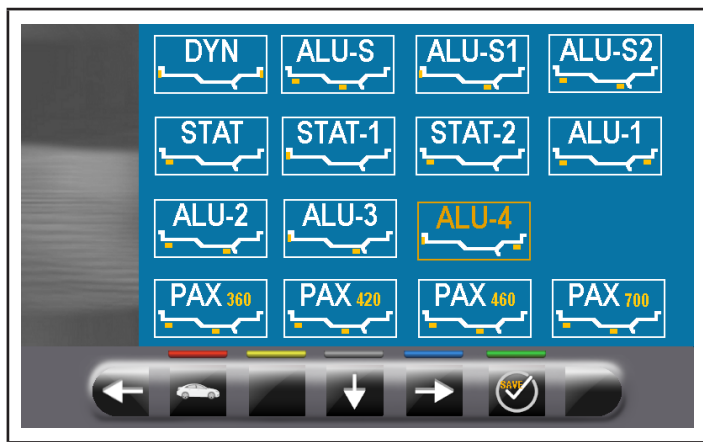 DYN ALU-S ALU-S1 ALU-S2
STAT STAT-1 STAT-2 ALU-1
ALU-2 ALU-3 ALU-4
PAX 360 PAX 420 PAX 460 PAX 700
SAVE